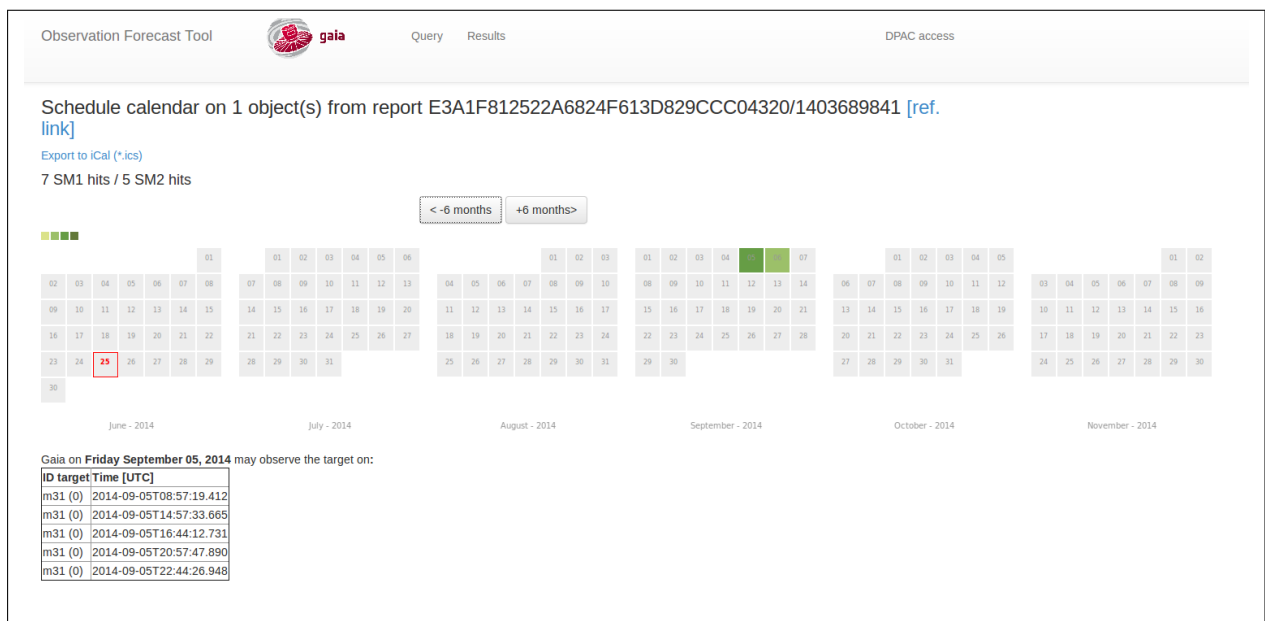 Observation Forecast Tool gaia Query Results DPAC access
Schedule calendar on 1 object(s) from report E3A1F812522A6824F613D829CCC04320/1403689841 [ref.
link]
Export to iCal (*.ics)
7 SM1 hits / 5 SM2 hits
< -6 months +6 months>
01 01 02 03 04 05 06 01 02 03 01 02 03 04 05 06 07 01 02 03 04 05 01 02
02 03 04 05 06 07 08 07 08 09 10 11 12 13 04 05 06 07 08 09 10 08 09 10 11 12 13 14 06 07 08 09 10 11 12 03 04 05 06 07 08 09
09 10 11 12 13 14 15 14 15 16 17 18 19 20 11 12 13 14 15 16 17 15 16 17 18 19 20 21 13 14 15 16 17 18 19 10 11 12 13 14 15 16
16 17 18 19 20 21 22 21 22 23 24 25 26 27 18 19 20 21 22 23 24 22 23 24 25 26 27 28 20 21 22 23 24 25 26 17 18 19 20 21 22 23
23 24 25 26 27 28 29 28 29 30 31 25 26 27 28 29 30 31 29 30 27 28 29 30 31 24 25 26 27 28 29 30
30
June - 2014 July - 2014 August - 2014 September - 2014 October - 2014 November - 2014
Gaia on Friday September 05, 2014 may observe the target on:
ID target Time [UTC]
m31 (0) 2014-09-05T08:57:19.412
m31 (0) 2014-09-05T14:57:33.665
m31 (0) 2014-09-05T16:44:12.731
m31 (0) 2014-09-05T20:57:47.890
m31 (0) 2014-09-05T22:44:26.948